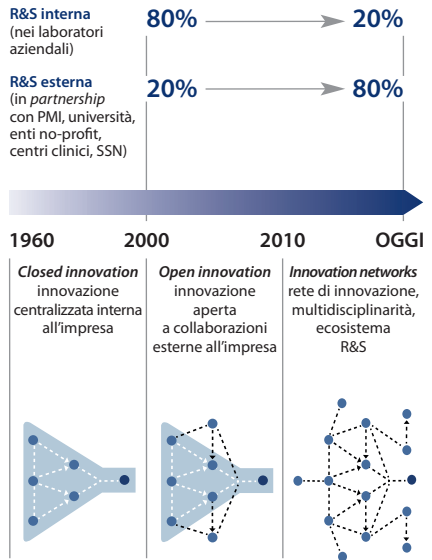 R&S interna
(nei laboratori
aziendali)
80%
20%
R&S esterna
(in partnership
con PMI, università,
enti no-profit,
centri clinici, SSN)
20%
80%
1960
2000
2010
OGGI
Closed innovation
innovazione
centralizzata interna
all'impresa
Open innovation
innovazione
aperta
a collaborazioni
esterne all'impresa
Innovation networks
rete di innovazione,
multidisciplinarità,
ecosistema
R&S